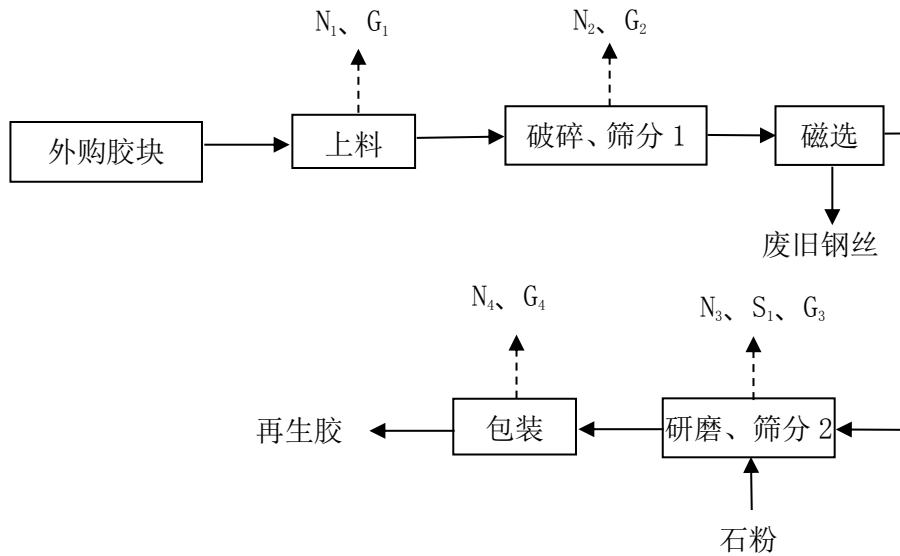 N₁、G₁
N₂、G₂
外购胶块
上料
破碎、筛分1
磁选
废旧钢丝
N₄、G₄
N₃、S₁、G₃
再生胶
包装
研磨、筛分2
石粉